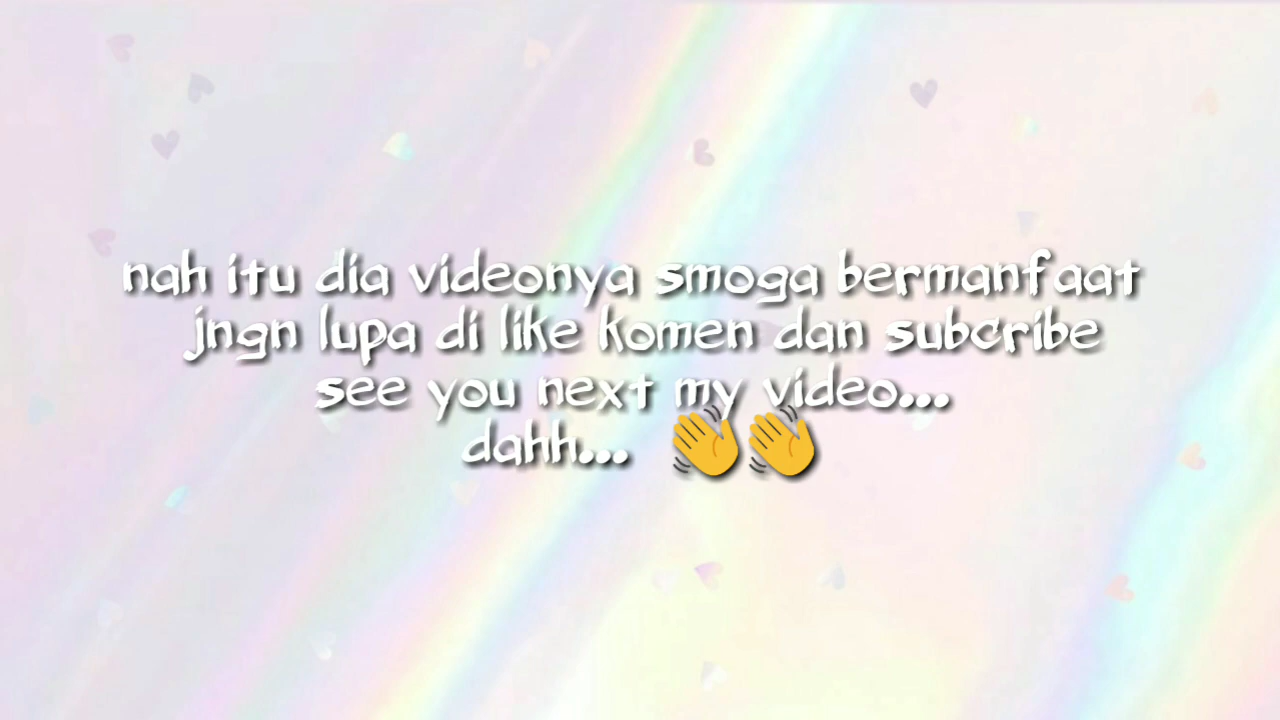 nah itu dia videonya smoga bermanfaat
jngn lupa di like komen dan subcribe
see you next my video...
dahh... 👋👋